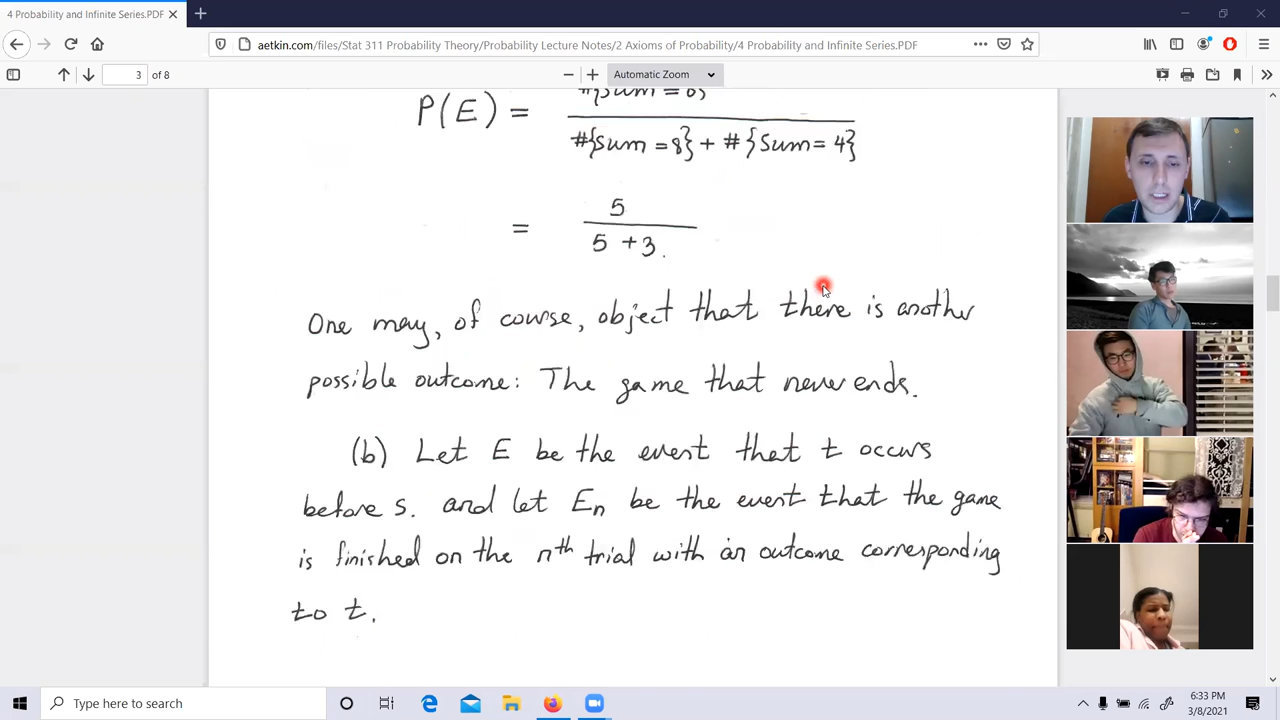 4 Probability and Infinite Series.PDF
aetkin.com/files/Stat 311 Probability Theory/Probability Lecture Notes/2 Axioms of Probability/4 Probability and Infinite Series.PDF
3 of 8
Automatic Zoom
P(E) =
#{Sum = 8}
#{Sum = 8} + #{Sum = 4}
= 5
5 + 3.
One may, of course, object that there is another
possible outcome: The game that never ends.
(b) Let E be the event that t occurs
before s. and let En be the event that the game
is finished on the nth trial with an outcome corresponding
to t.
Type here to search
6:33 PM
3/8/2021